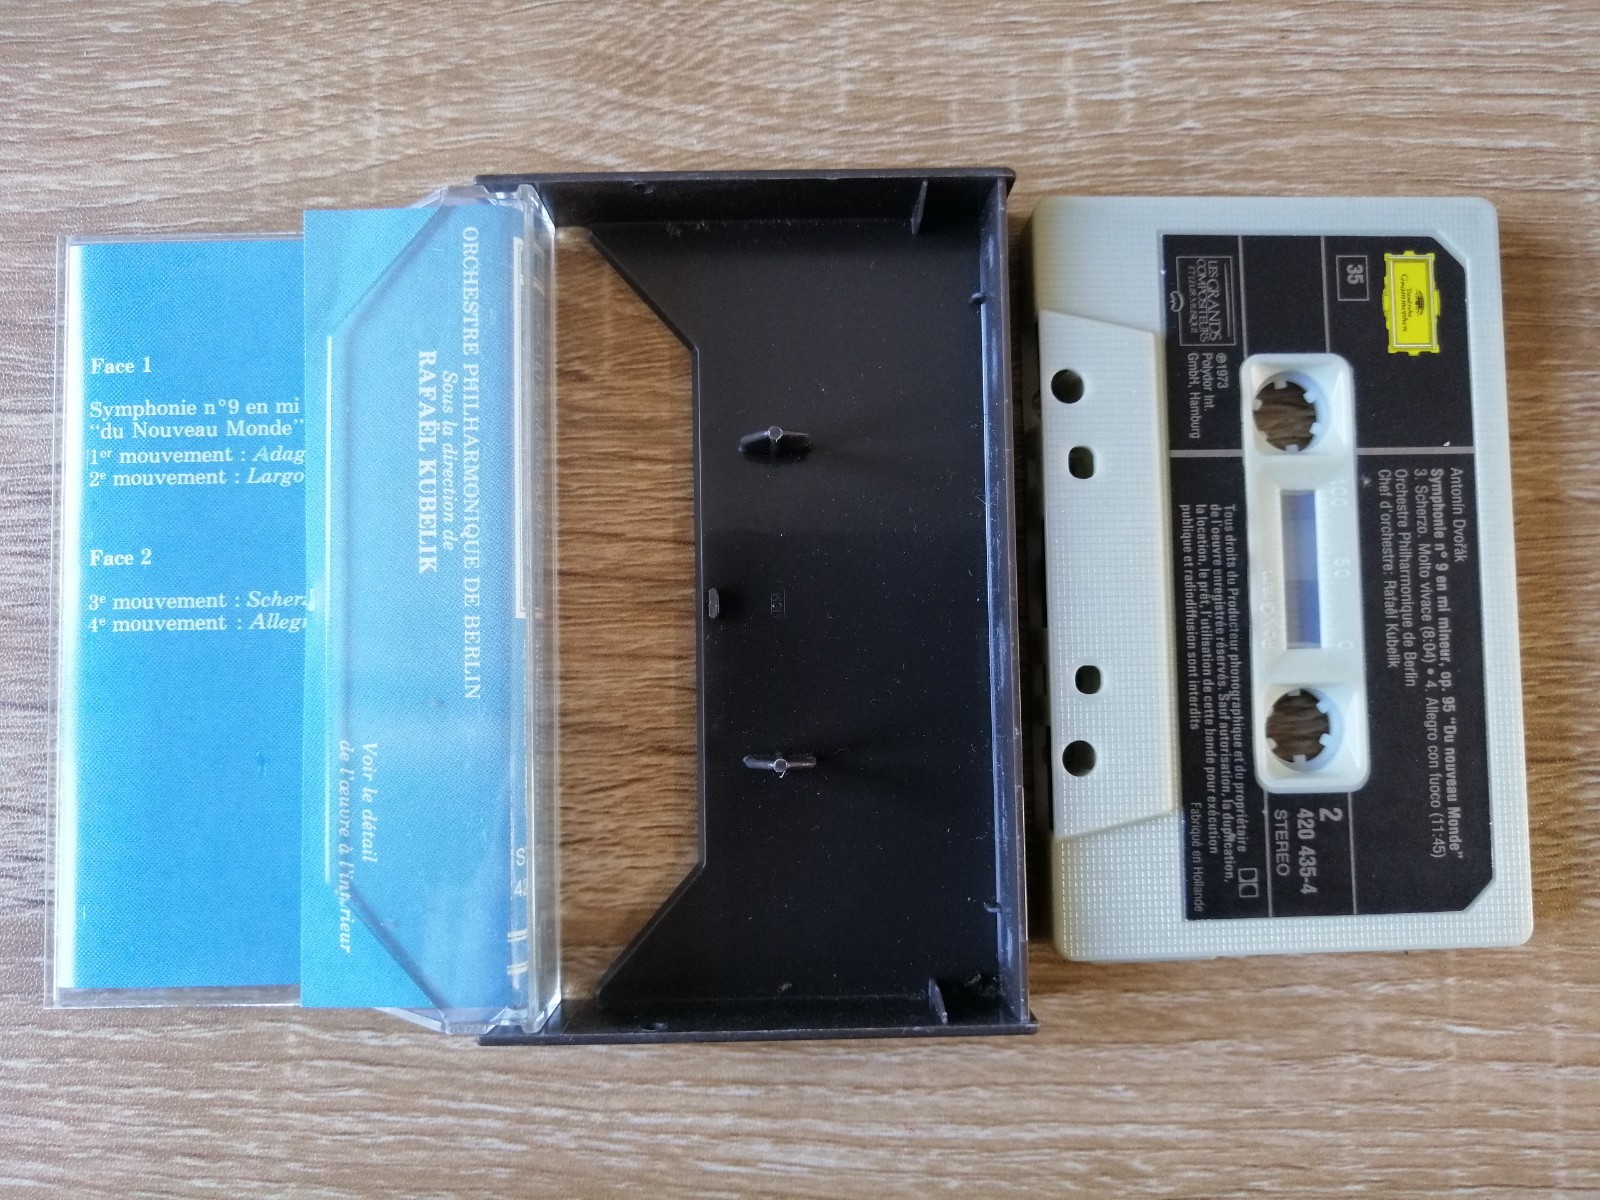 Face 1
Symphonie n°9 en mi
“du Nouveau Monde”
1er mouvement : Adag
2e mouvement : Largo
Face 2
3e mouvement : Scher
4e mouvement : Alleg
ORCHESTRE PHILHARMONIQUE DE BERLIN
Sous la direction de
RAFAËL KUBELIK
Voir le détail
de l'œuvre à l'intérieur
S
42
Deutsche
Grammophon
35
LES GRANDS
COMPOSITEURS
ET LEUR MUSIQUE
℗ 1973
Polydor Int.
GmbH, Hamburg
Antonín Dvořák
Symphonie n° 9 en mi mineur, op. 95 “Du nouveau Monde”
3. Scherzo. Molto vivace (8:04) • 4. Allegro con fuoco (11:45)
Orchestre Philharmonique de Berlin
Chef d'orchestre: Rafaël Kubelik
100 50 0
2
420 435-4
STEREO
Tous droits du Producteur phonographique et du propriétaire
de l'oeuvre enregistrée réservés. Sauf autorisation, la duplication,
la location, le prêt, l'utilisation de cette bande pour exécution
publique et radiodiffusion sont interdits
Fabriqué en Hollande